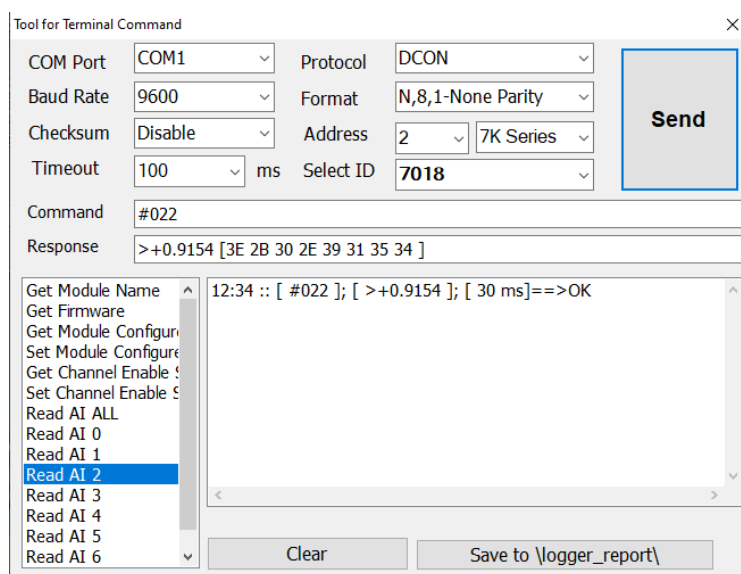 Tool for Terminal Command
COM Port COM1 Protocol DCON
Baud Rate 9600 Format N,8,1-None Parity
Checksum Disable Address 2 7K Series
Send
Timeout 100 ms Select ID 7018
Command #022
Response >+0.9154 [3E 2B 30 2E 39 31 35 34 ]
Get Module Name
Get Firmware
Get Module Configur
Set Module Configure
Get Channel Enable S
Set Channel Enable S
Read AI ALL
Read AI 0
Read AI 1
Read AI 2
Read AI 3
Read AI 4
Read AI 5
Read AI 6
12:34 :: [ #022 ]; [ >+0.9154 ]; [ 30 ms]==>OK
Clear
Save to \logger_report\